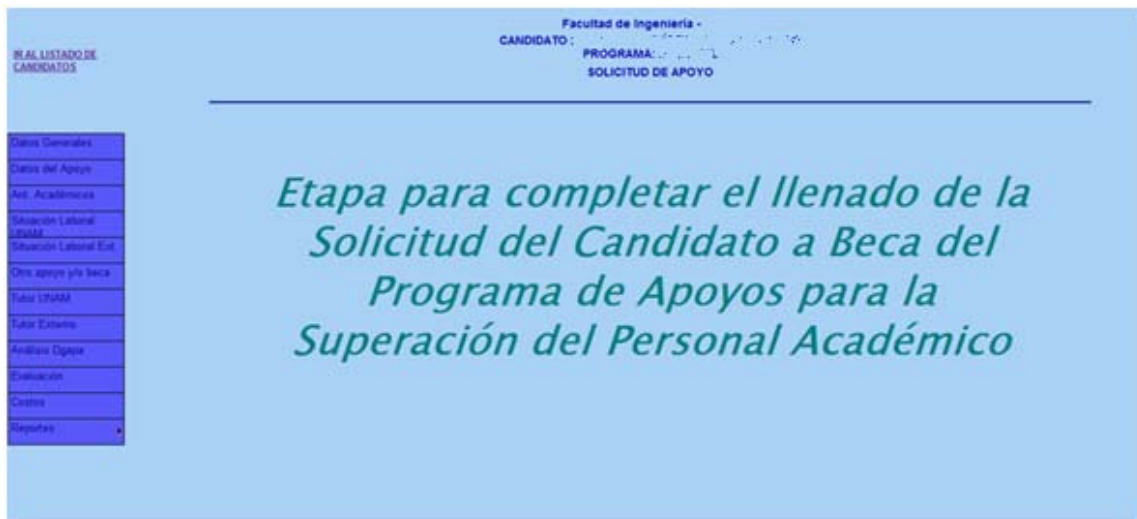 Facultad de Ingeniería -
CANDIDATO :
PROGRAMA:
SOLICITUD DE APOYO
IR AL LISTADO DE
CANDIDATOS
Datos Generales
Datos del Apoyo
Ant. Académicos
Situación Laboral
UNAM
Situación Laboral Ext.
Otro apoyo y/o beca
Tutor UNAM
Tutor Externo
Análisis Dgapa
Evaluación
Costos
Reportes
Etapa para completar el llenado de la
Solicitud del Candidato a Beca del
Programa de Apoyos para la
Superación del Personal Académico